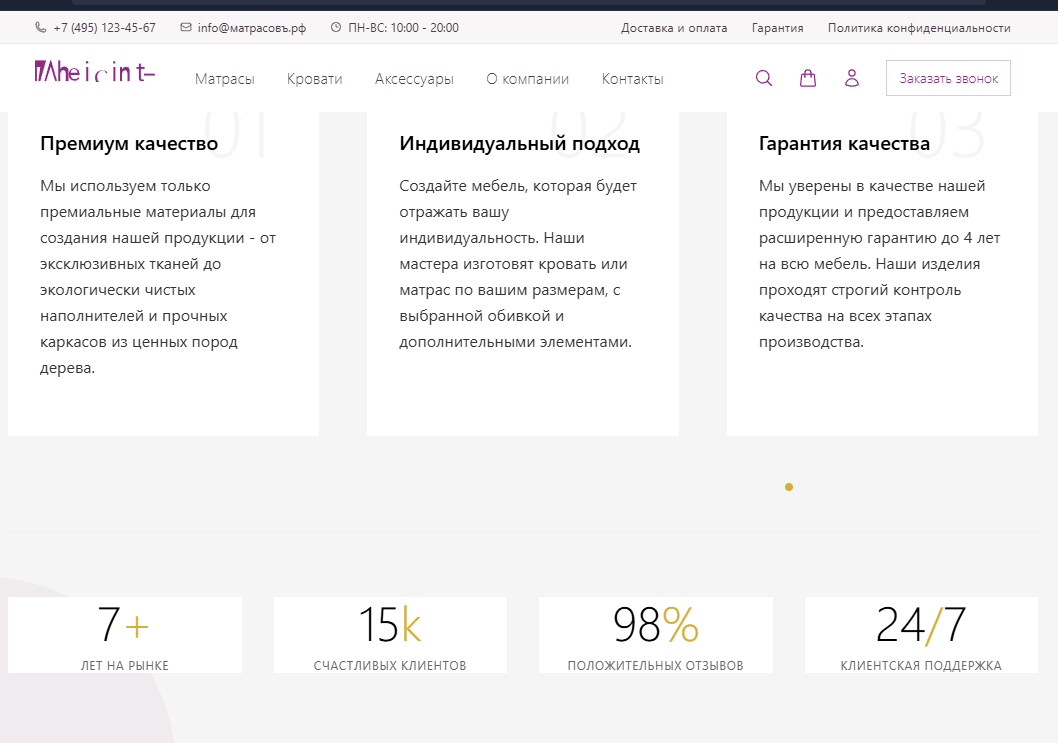 +7 (495) 123-45-67 info@матрасовъ.рф ПН-ВС: 10:00 - 20:00 Доставка и оплата Гарантия Политика конфиденциальности
Матрасы Кровати Аксессуары О компании Контакты Заказать звонок
01
Премиум качество
Мы используем только
премиальные материалы для
создания нашей продукции - от
эксклюзивных тканей до
экологически чистых
наполнителей и прочных
каркасов из ценных пород
дерева.
02
Индивидуальный подход
Создайте мебель, которая будет
отражать вашу
индивидуальность. Наши
мастера изготовят кровать или
матрас по вашим размерам, с
выбранной обивкой и
дополнительными элементами.
03
Гарантия качества
Мы уверены в качестве нашей
продукции и предоставляем
расширенную гарантию до 4 лет
на всю мебель. Наши изделия
проходят строгий контроль
качества на всех этапах
производства.
7+
ЛЕТ НА РЫНКЕ
15k
СЧАСТЛИВЫХ КЛИЕНТОВ
98%
ПОЛОЖИТЕЛЬНЫХ ОТЗЫВОВ
24/7
КЛИЕНТСКАЯ ПОДДЕРЖКА